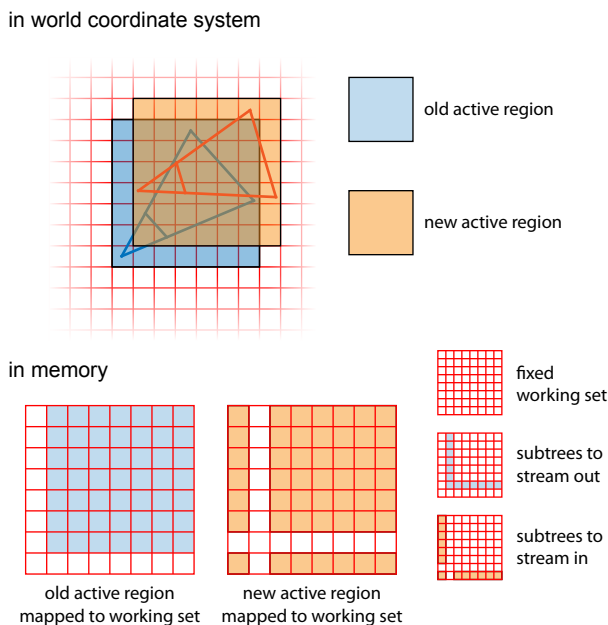 in world coordinate system
old active region
new active region
in memory
fixed
working set
subtrees to
stream out
subtrees to
stream in
old active region
mapped to working set
new active region
mapped to working set